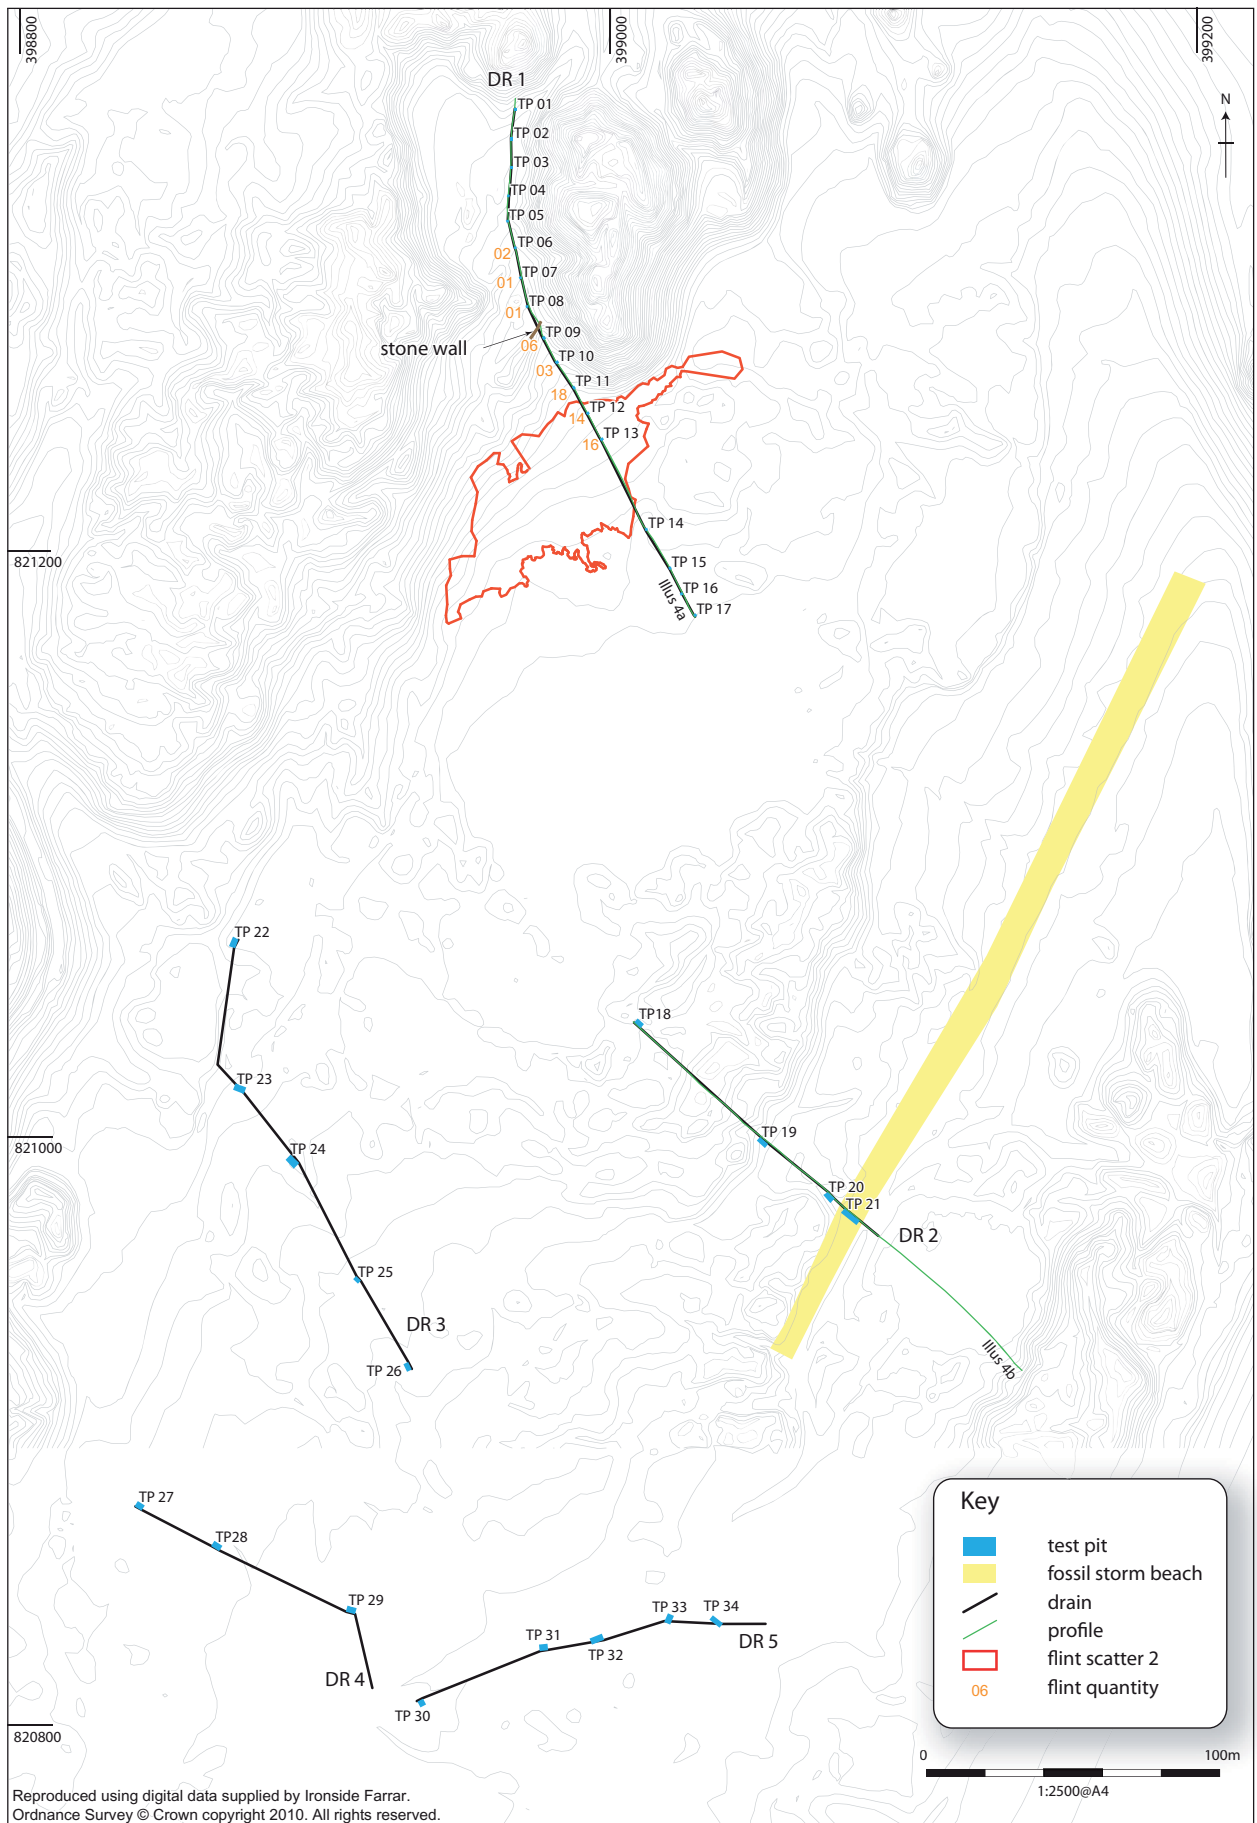 398800
399000
399200
N
DR 1
TP 01
TP 02
TP 03
TP 04
TP 05
TP 06
02
TP 07
01
TP 08
01
TP 09
stone wall
06
TP 10
03
TP 11
18
TP 12
14
TP 13
16
TP 14
821200
TP 15
TP 16
Illus 4a
TP 17
TP 22
TP18
TP 23
TP 19
821000
TP 24
TP 20
TP 21
DR 2
TP 25
DR 3
TP 26
Illus 4b
TP 27
TP28
TP 29
TP 33
TP 34
TP 31
TP 32
DR 5
DR 4
TP 30
820800
Key
test pit
fossil storm beach
drain
profile
flint scatter 2
06
flint quantity
0
100m
1:2500@A4
Reproduced using digital data supplied by Ironside Farrar.
Ordnance Survey © Crown copyright 2010. All rights reserved.